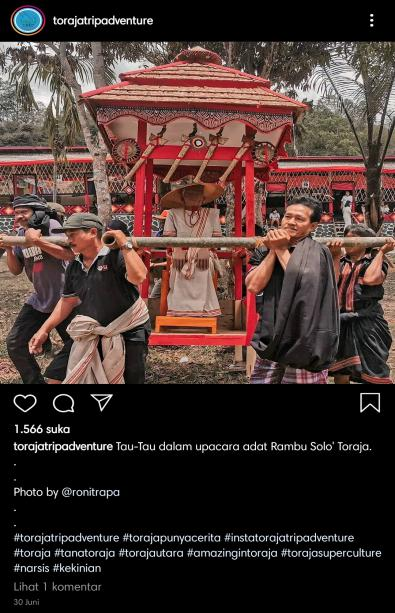 torajatripadventure
1.566 suka
torajatripadventure Tau-Tau dalam upacara adat Rambu Solo' Toraja.
.
.
Photo by @ronitrapa
.
.
#torajatripadventure #torajapunyacerita #instatorajatripadventure
#toraja #tanatoraja #torajautara #amazingintoraja #torajasuperculture
#narsis #kekinian
Lihat 1 komentar
30 Juni